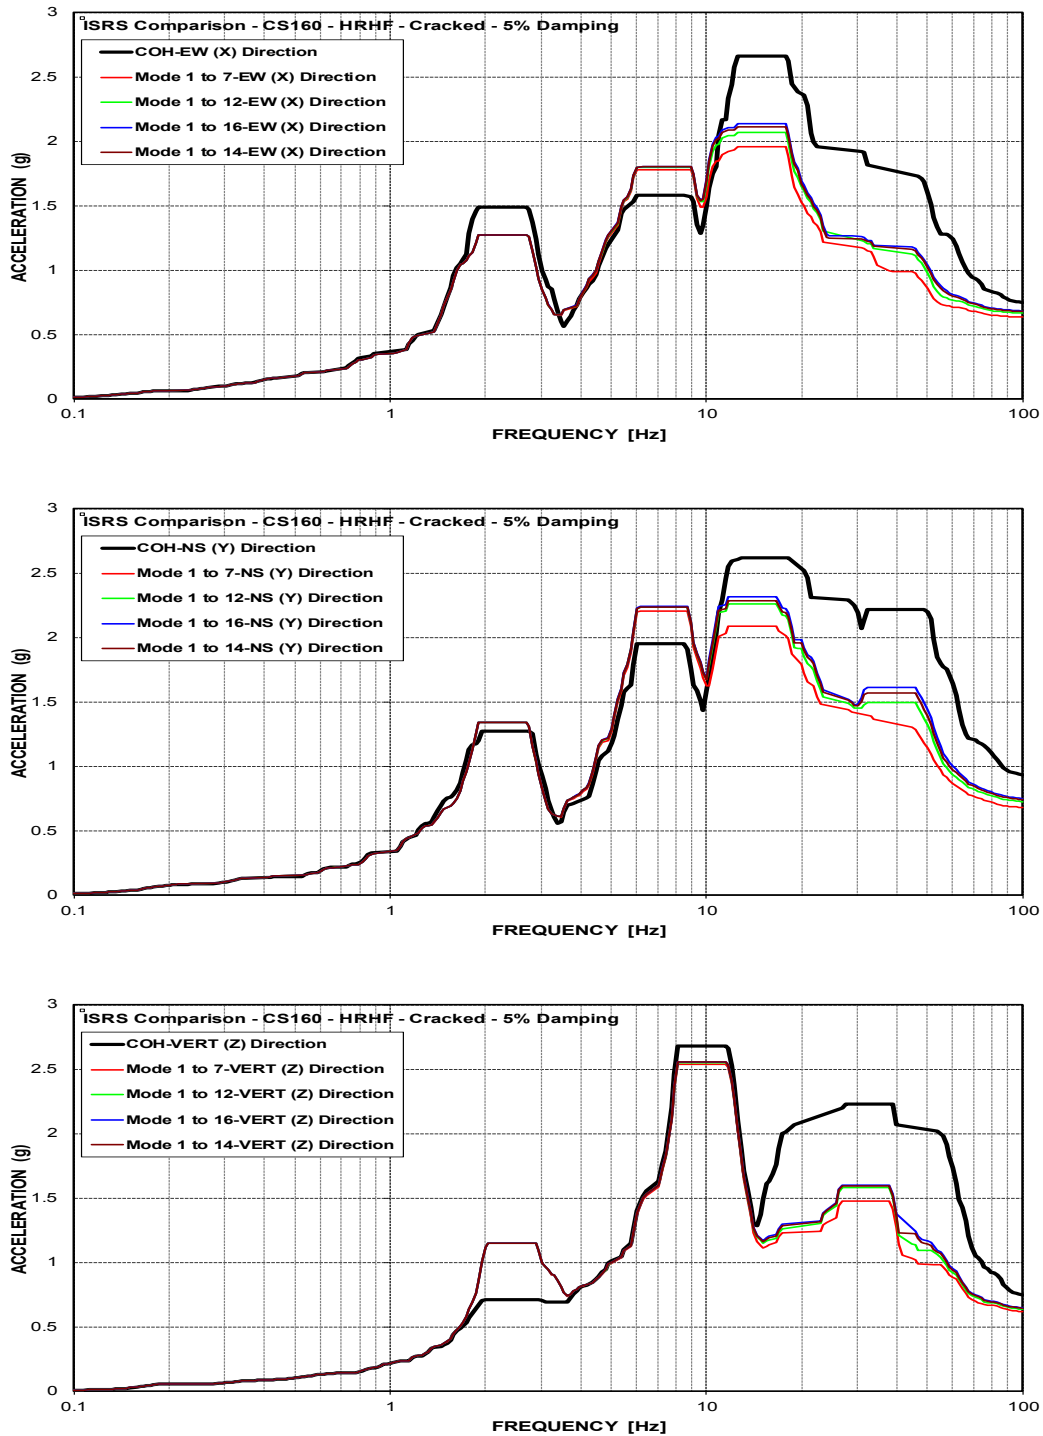 ISRS Comparison - CS160 - HRHF - Cracked - 5% Damping
COH-EW (X) Direction
Mode 1 to 7-EW (X) Direction
Mode 1 to 12-EW (X) Direction
Mode 1 to 16-EW (X) Direction
Mode 1 to 14-EW (X) Direction
ACCELERATION (g)
3
2.5
2
1.5
1
0.5
0
0.1
1
10
100
FREQUENCY [Hz]
ISRS Comparison - CS160 - HRHF - Cracked - 5% Damping
COH-NS (Y) Direction
Mode 1 to 7-NS (Y) Direction
Mode 1 to 12-NS (Y) Direction
Mode 1 to 16-NS (Y) Direction
Mode 1 to 14-NS (Y) Direction
ACCELERATION (g)
3
2.5
2
1.5
1
0.5
0
0.1
1
10
100
FREQUENCY [Hz]
ISRS Comparison - CS160 - HRHF - Cracked - 5% Damping
COH-VERT (Z) Direction
Mode 1 to 7-VERT (Z) Direction
Mode 1 to 12-VERT (Z) Direction
Mode 1 to 16-VERT (Z) Direction
Mode 1 to 14-VERT (Z) Direction
ACCELERATION (g)
3
2.5
2
1.5
1
0.5
0
0.1
1
10
100
FREQUENCY [Hz]